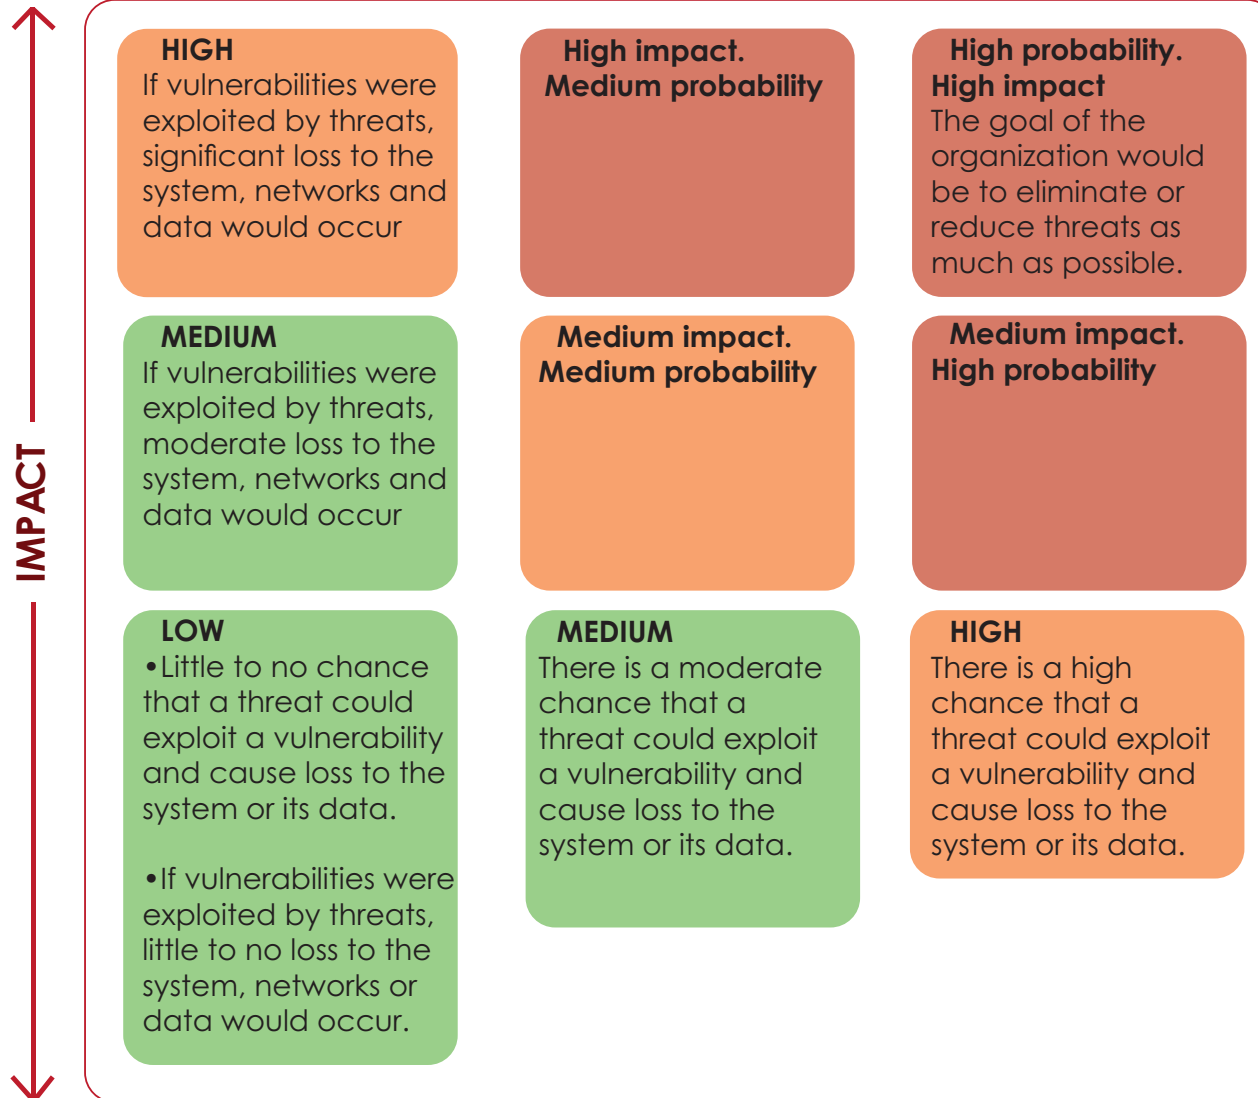 IMPACT
HIGH
If vulnerabilities were
exploited by threats,
significant loss to the
system, networks and
data would occur
High impact.
Medium probability
High probability.
High impact
The goal of the
organization would
be to eliminate or
reduce threats as
much as possible.
MEDIUM
If vulnerabilities were
exploited by threats,
moderate loss to the
system, networks and
data would occur
Medium impact.
Medium probability
Medium impact.
High probability
LOW
•Little to no chance
that a threat could
exploit a vulnerability
and cause loss to the
system or its data.
•If vulnerabilities were
exploited by threats,
little to no loss to the
system, networks or
data would occur.
MEDIUM
There is a moderate
chance that a
threat could exploit
a vulnerability and
cause loss to the
system or its data.
HIGH
There is a high
chance that a
threat could exploit
a vulnerability and
cause loss to the
system or its data.